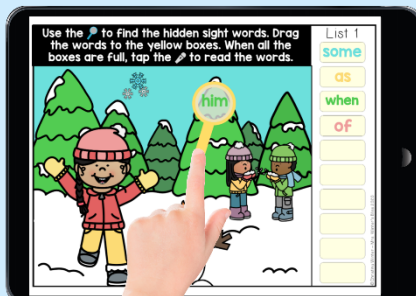 Use the to find the hidden sight words. Drag
the words to the yellow boxes. When all the
boxes are full, tap the to read the words.
List 1
some
as
when
of
him